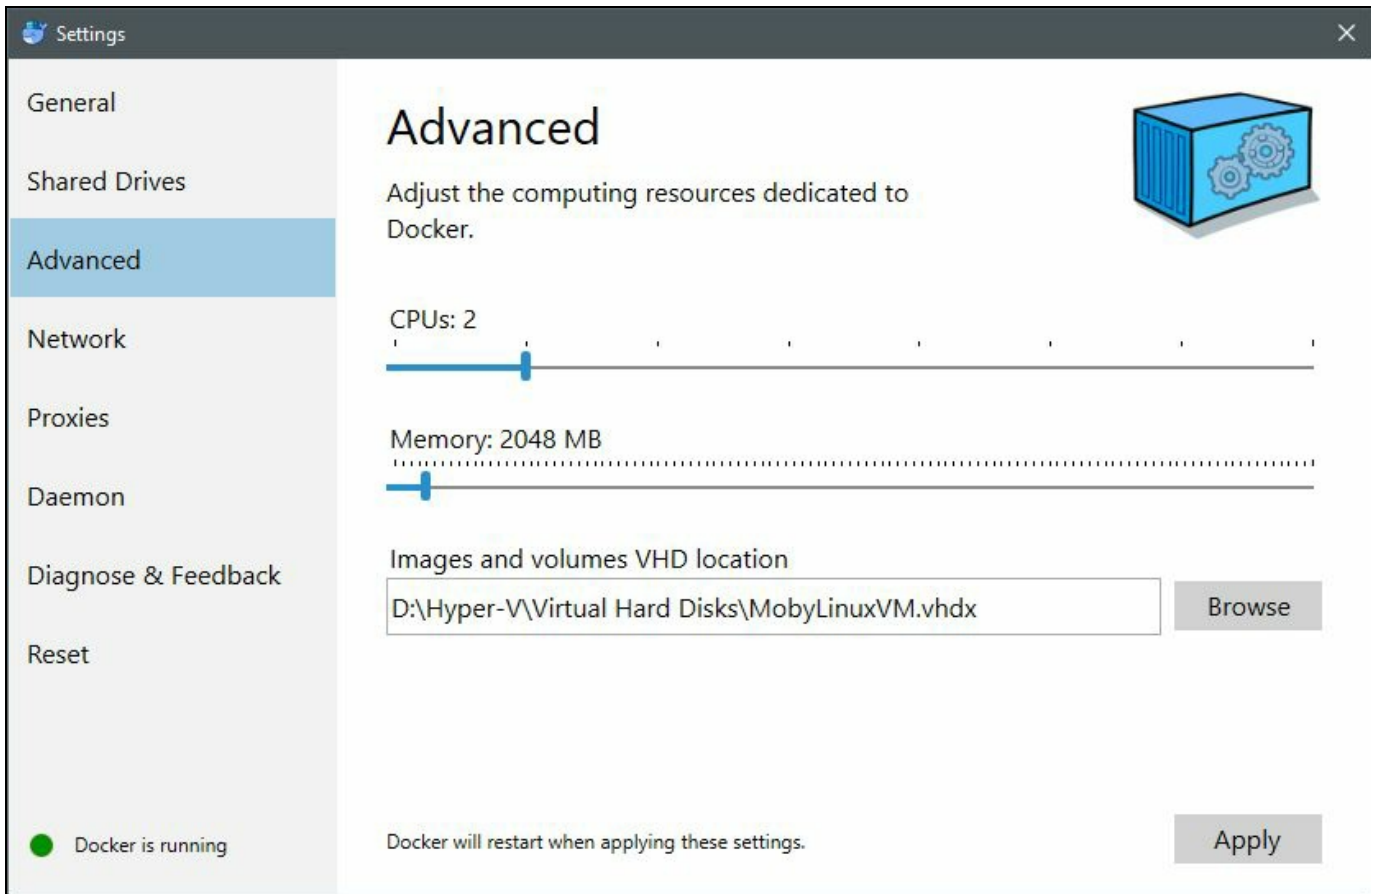 Settings
General
Shared Drives
Advanced
Network
Proxies
Daemon
Diagnose & Feedback
Reset
Docker is running
Advanced
Adjust the computing resources dedicated to
Docker.
CPUs: 2
Memory: 2048 MB
Images and volumes VHD location
D:\Hyper-V\Virtual Hard Disks\MobyLinuxVM.vhdx
Browse
Docker will restart when applying these settings.
Apply